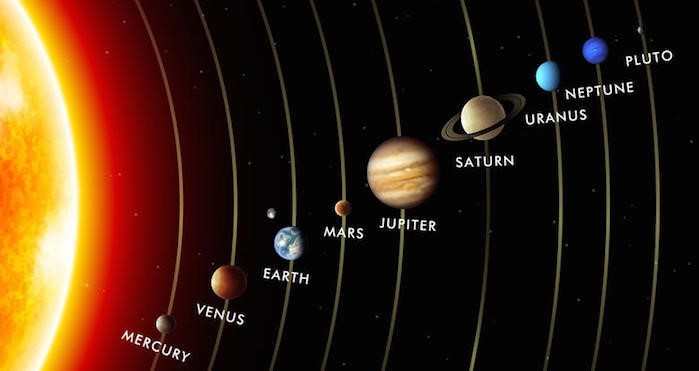 MERCURY
VENUS
EARTH
MARS
JUPITER
SATURN
URANUS
NEPTUNE
PLUTO